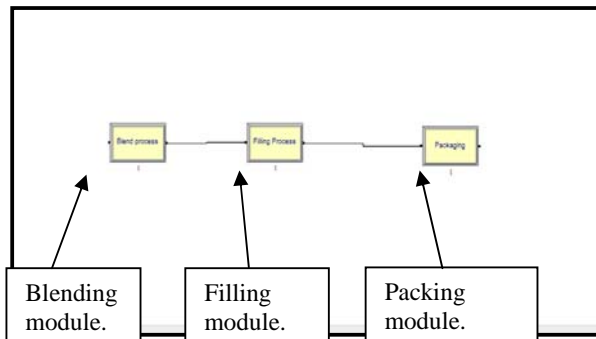 Blend process
Filling Process
Packaging
Blending
module.
Filling
module.
Packing
module.